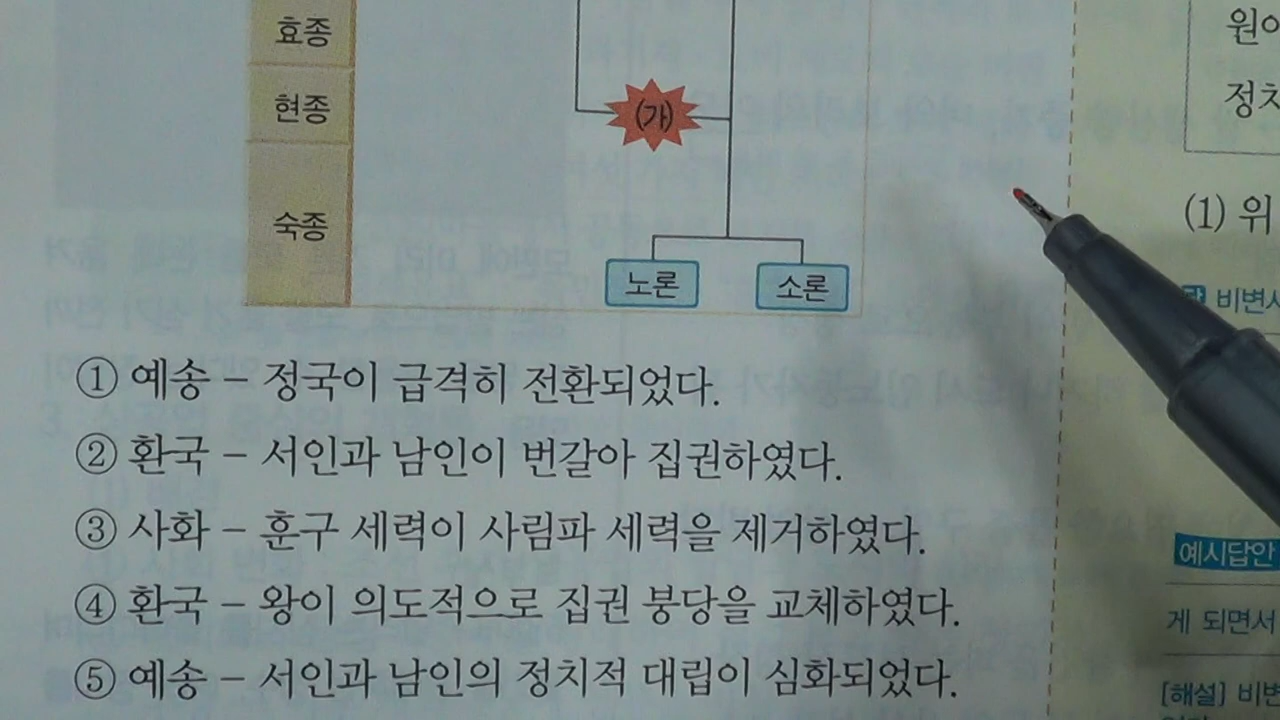 효종
현종
(가)
숙종
노론
소론
① 예송 – 정국이 급격히 전환되었다.
② 환국 – 서인과 남인이 번갈아 집권하였다.
③ 사화 – 훈구 세력이 사림파 세력을 제거하였다.
④ 환국 – 왕이 의도적으로 집권 붕당을 교체하였다.
⑤ 예송 – 서인과 남인의 정치적 대립이 심화되었다.
정치
(1) 위
비변사
예시답안
게 되면서
[해설] 비변